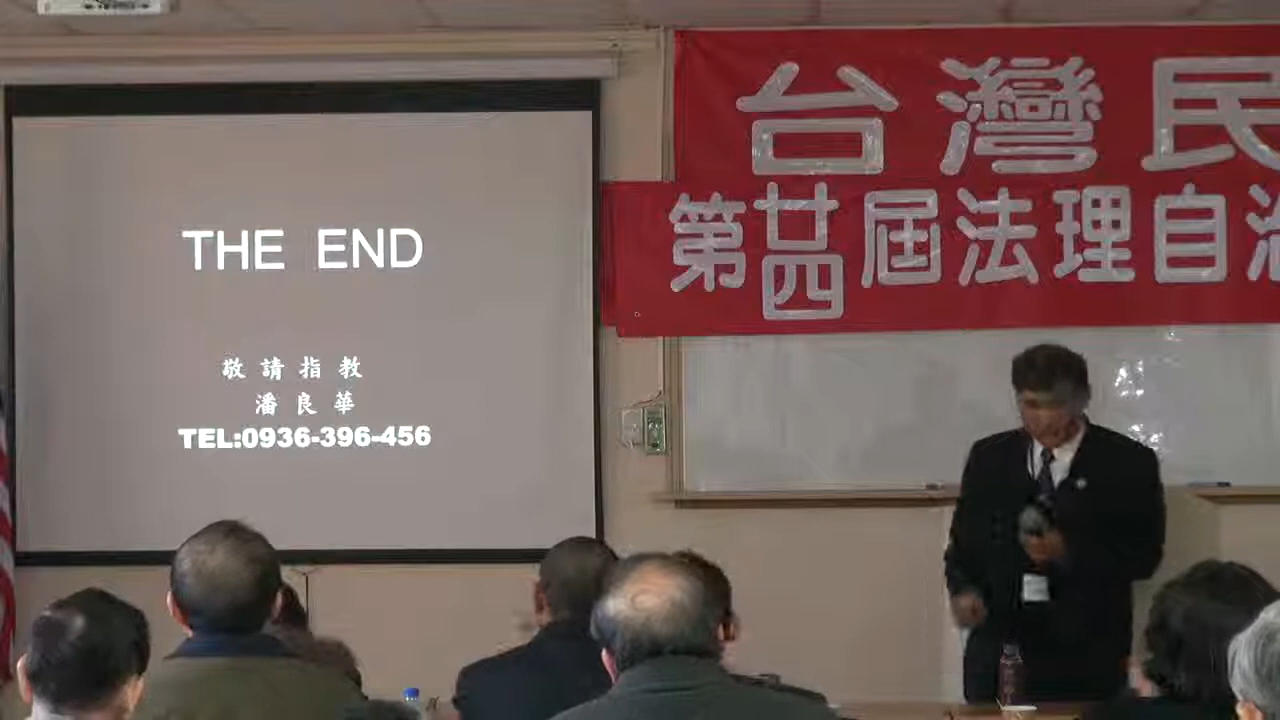 THE END
敬請指教
潘良華
TEL:0936-396-456
台灣民
第廿四屆法理自治